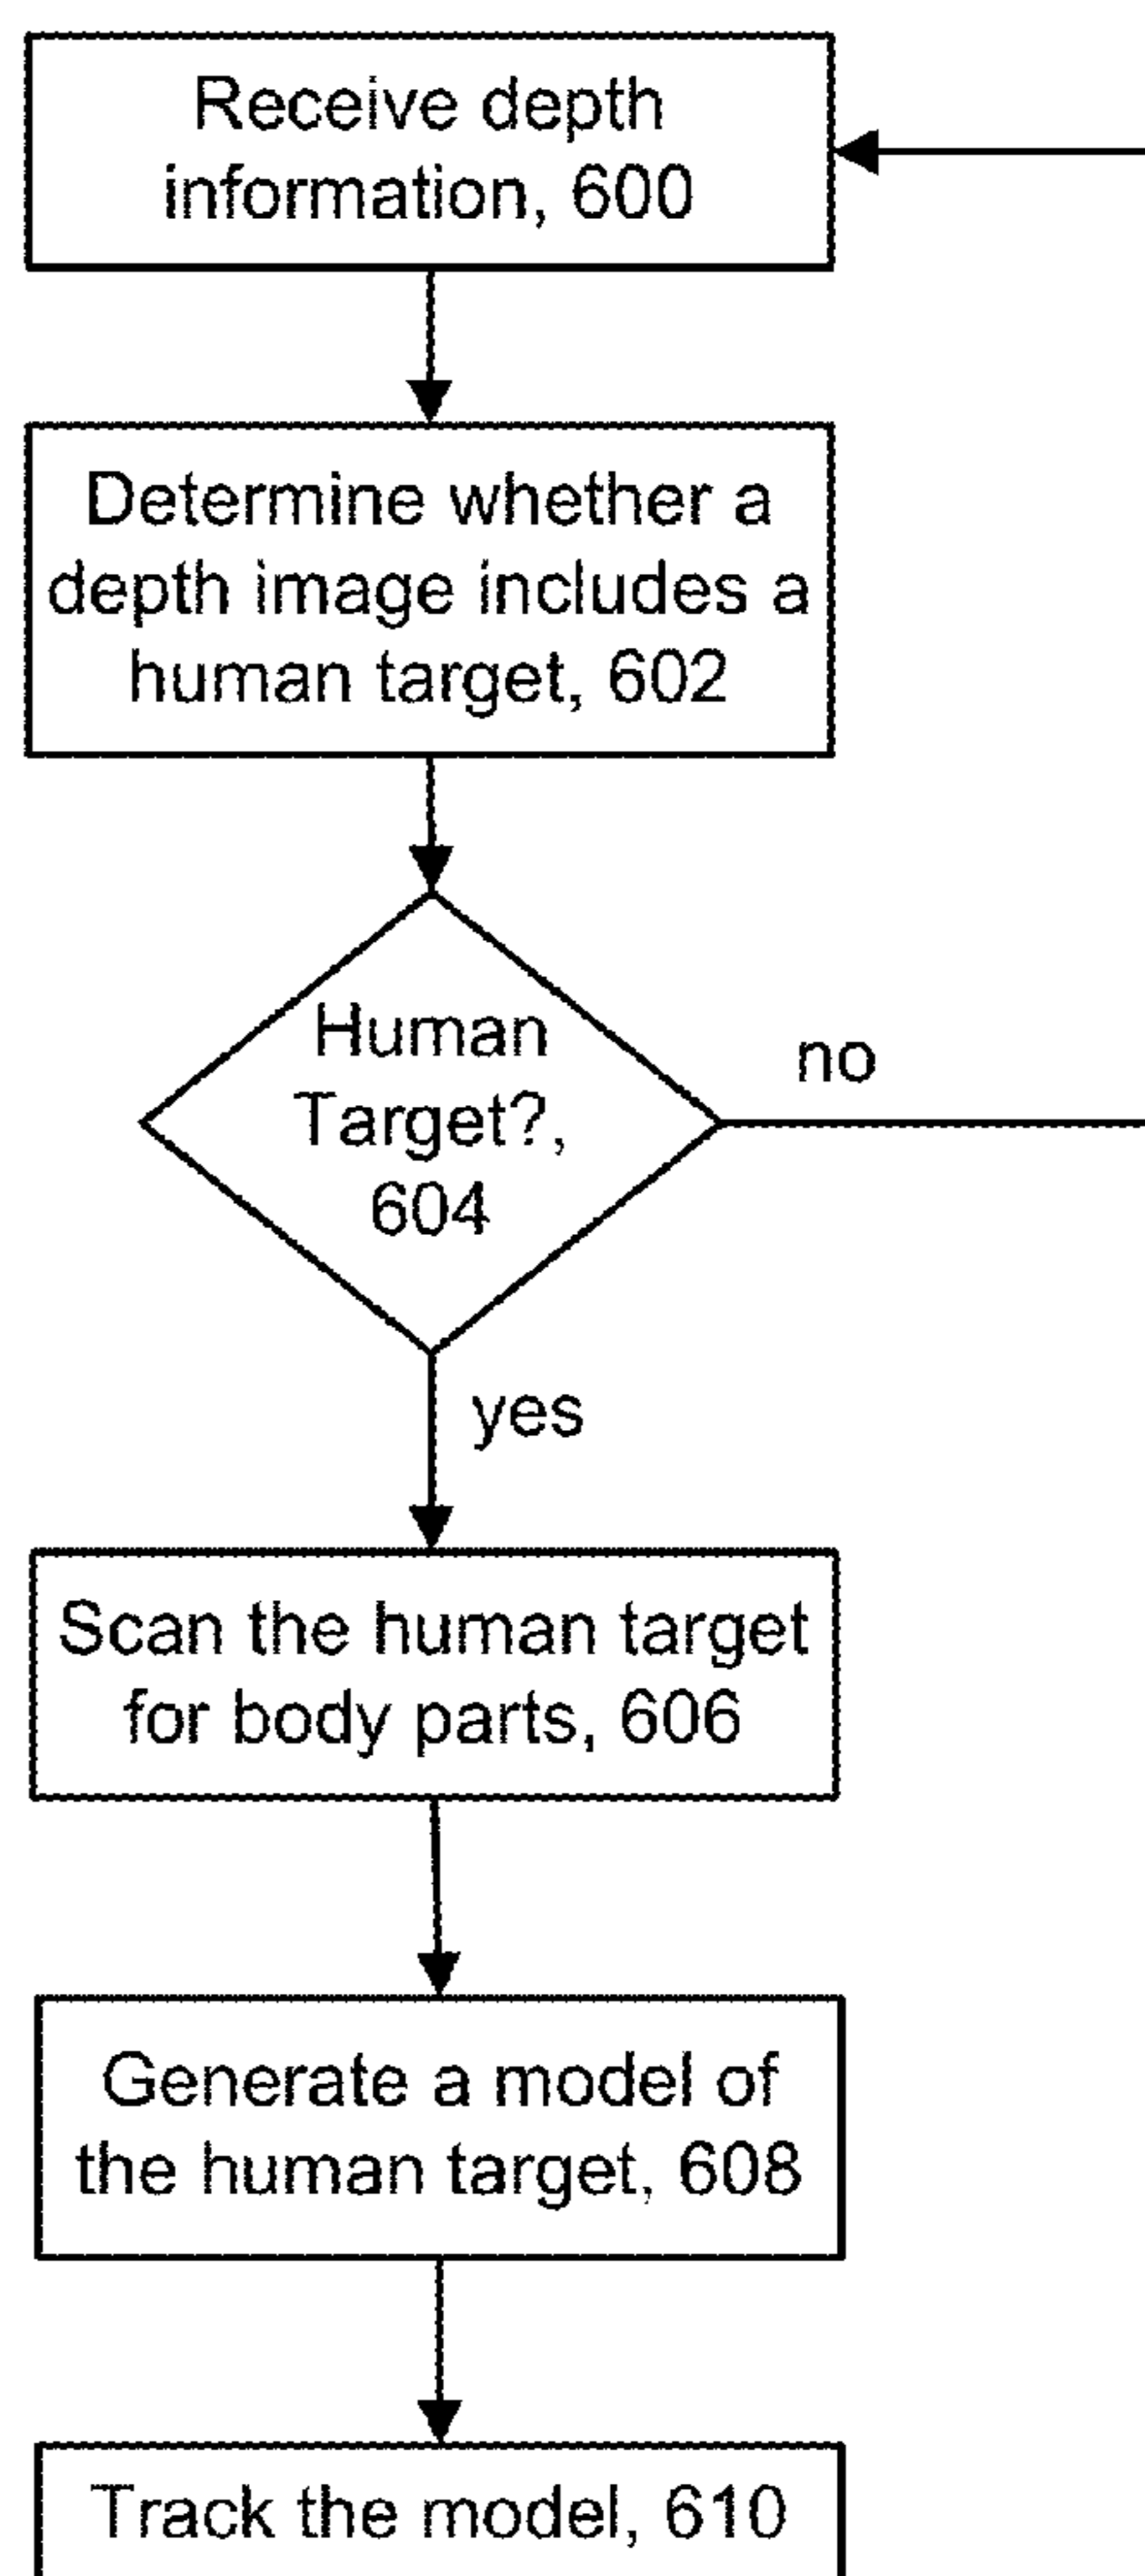 Receive depth
information, 600
Determine whether a
depth image includes a
human target, 602
Human
Target?,
604
no
yes
Scan the human target
for body parts, 606
Generate a model of
the human target, 608
Track the model, 610